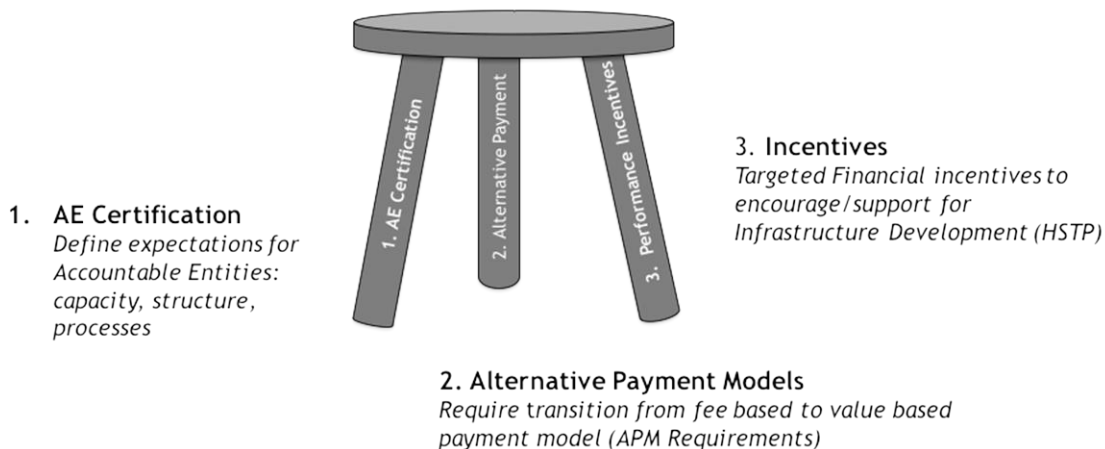 1. AE Certification
2. Alternative Payment
3. Performance Incentives
1. AE Certification
Define expectations for
Accountable Entities:
capacity, structure,
processes
3. Incentives
Targeted Financial incentives to
encourage/support for
Infrastructure Development (HSTP)
2. Alternative Payment Models
Require transition from fee based to value based
payment model (APM Requirements)